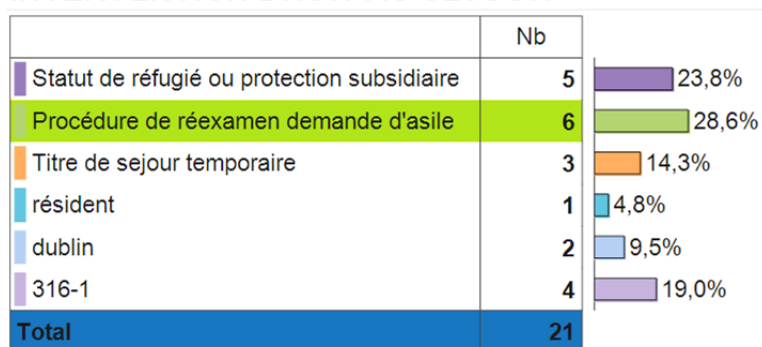 Nb
Statut de réfugié ou protection subsidiaire 5 23,8%
Procédure de réexamen demande d'asile 6 28,6%
Titre de sejour temporaire 3 14,3%
résident 1 4,8%
dublin 2 9,5%
316-1 4 19,0%
Total 21